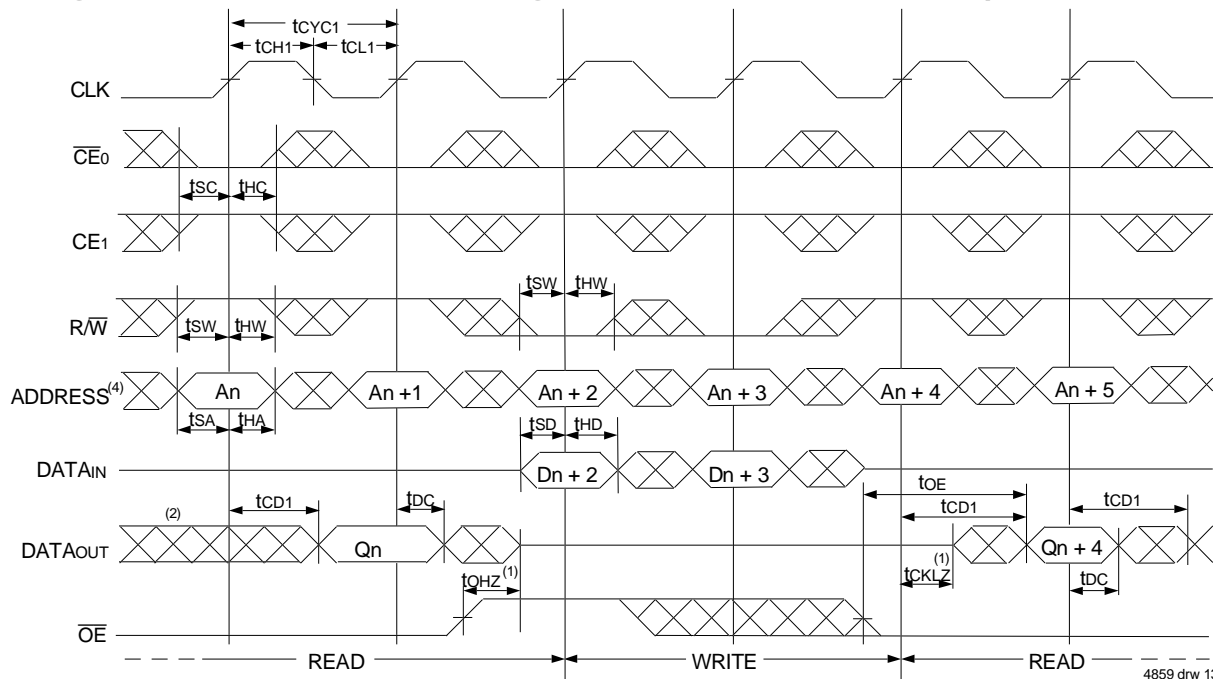 tCYC1
tCH1 tCL1
CLK
CE0
tSC tHC
CE1
tSW tHW
R/W
tSW tHW
ADDRESS(4) An An +1 An + 2 An + 3 An + 4 An + 5
tSA tHA tSD tHD
DATAIN Dn + 2 Dn + 3
tOE
tCD1 tDC tCD1 tCD1
(2)
DATAOUT Qn Qn + 4
tOHZ(1) tCKLZ(1) tDC
OE
READ WRITE READ
4859 drw 13